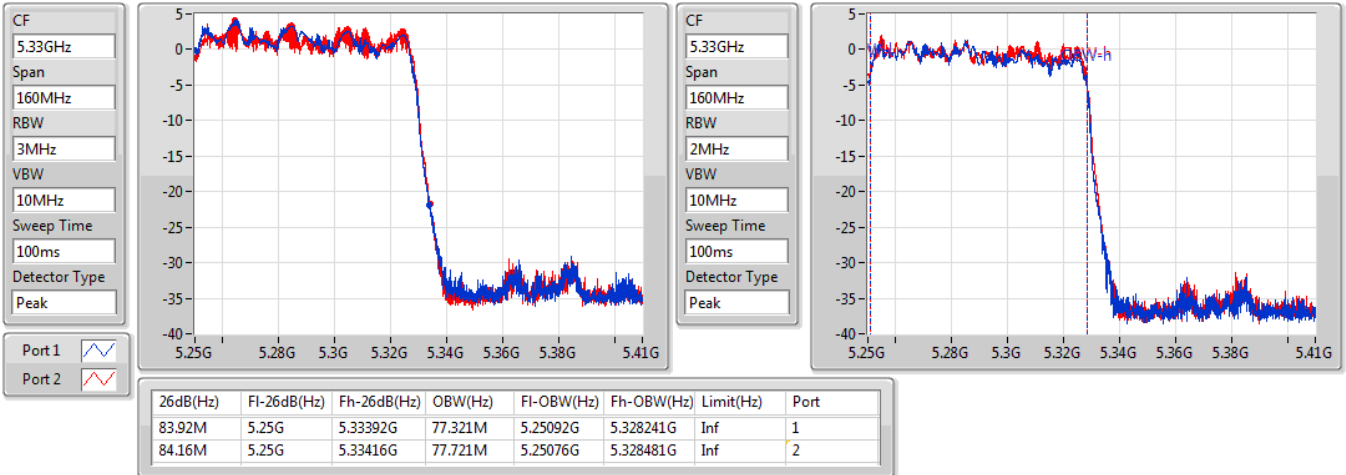 CF
5.33GHz
Span
160MHz
RBW
3MHz
VBW
10MHz
Sweep Time
100ms
Detector Type
Peak
Port 1
Port 2
5
0
-5
-10
-15
-20
-25
-30
-35
-40
5.25G 5.28G 5.3G 5.32G 5.34G 5.36G 5.38G 5.41G
CF
5.33GHz
Span
160MHz
RBW
2MHz
VBW
10MHz
Sweep Time
100ms
Detector Type
Peak
5
0
-5
-10
-15
-20
-25
-30
-35
-40
5.25G 5.28G 5.3G 5.32G 5.34G 5.36G 5.38G 5.41G
26dB(Hz) Fl-26dB(Hz) Fh-26dB(Hz) OBW(Hz) Fl-OBW(Hz) Fh-OBW(Hz) Limit(Hz) Port
83.92M 5.25G 5.33392G 77.321M 5.25092G 5.328241G Inf 1
84.16M 5.25G 5.33416G 77.721M 5.25076G 5.328481G Inf 2